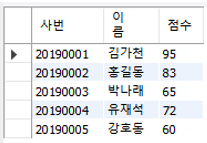 사번 이름 점수
20190001 김가천 95
20190002 홍길동 83
20190003 박나래 65
20190004 유재석 72
20190005 강호동 60